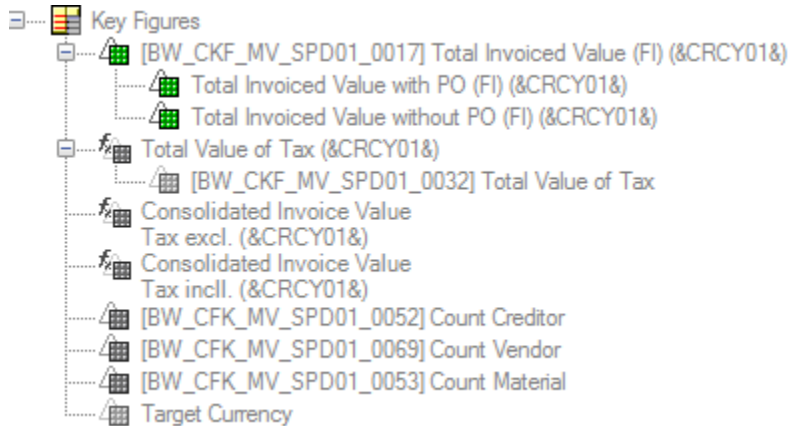 Key Figures
[BW_CKF_MV_SPD01_0017] Total Invoiced Value (FI) (&CRCY01&)
Total Invoiced Value with PO (FI) (&CRCY01&)
Total Invoiced Value without PO (FI) (&CRCY01&)
Total Value of Tax (&CRCY01&)
[BW_CKF_MV_SPD01_0032] Total Value of Tax
Consolidated Invoice Value
Tax excl. (&CRCY01&)
Consolidated Invoice Value
Tax incll. (&CRCY01&)
[BW_CFK_MV_SPD01_0052] Count Creditor
[BW_CFK_MV_SPD01_0069] Count Vendor
[BW_CFK_MV_SPD01_0053] Count Material
Target Currency